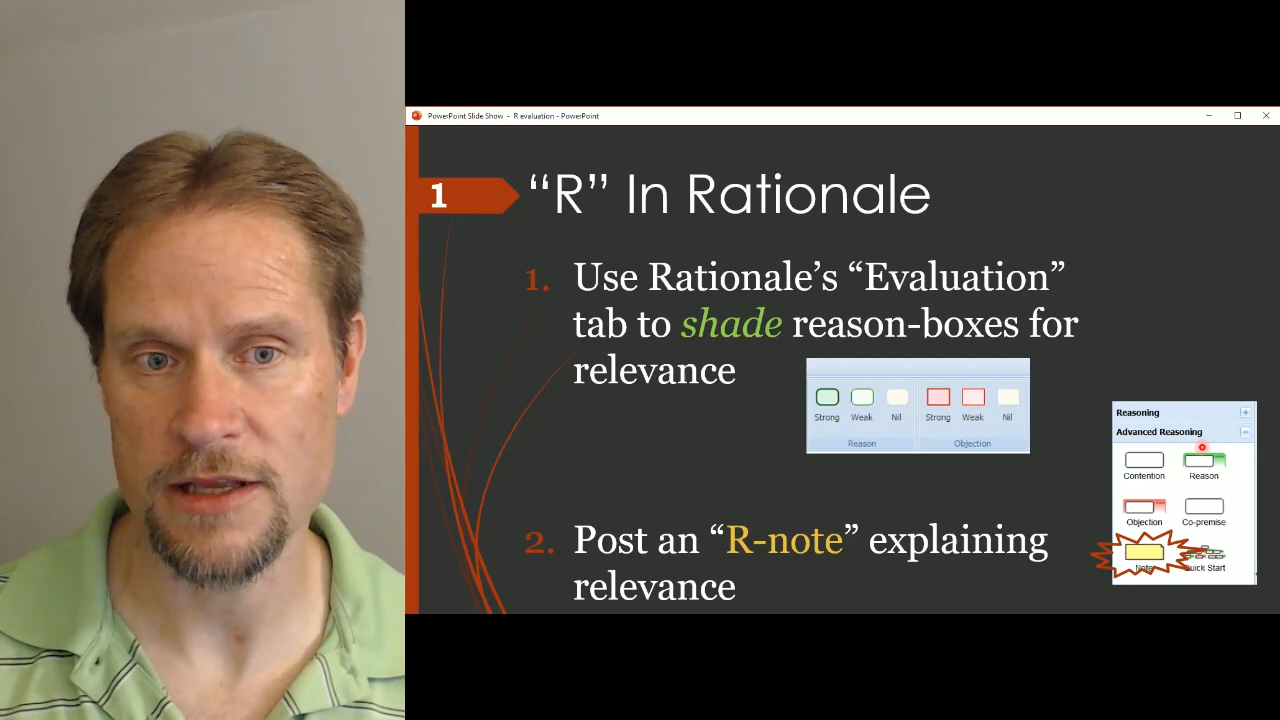 PowerPoint Slide Show - R evaluation - PowerPoint
1
“R” In Rationale
1. Use Rationale’s “Evaluation”
tab to shade reason-boxes for
relevance
Strong Weak Nil Strong Weak Nil
Reason Objection
Reasoning
Advanced Reasoning
Contention Reason
Objection Co-premise
Note Quick Start
2. Post an “R-note” explaining
relevance